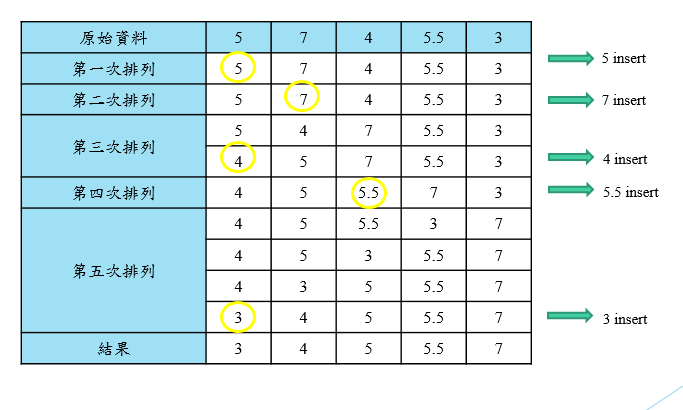 原始資料 5 7 4 5.5 3
第一次排列 5 7 4 5.5 3 5 insert
第二次排列 5 7 4 5.5 3 7 insert
第三次排列 5 4 7 5.5 3
4 5 7 5.5 3 4 insert
第四次排列 4 5 5.5 7 3 5.5 insert
第五次排列 4 5 5.5 3 7
4 5 3 5.5 7
4 3 5 5.5 7
3 4 5 5.5 7 3 insert
結果 3 4 5 5.5 7